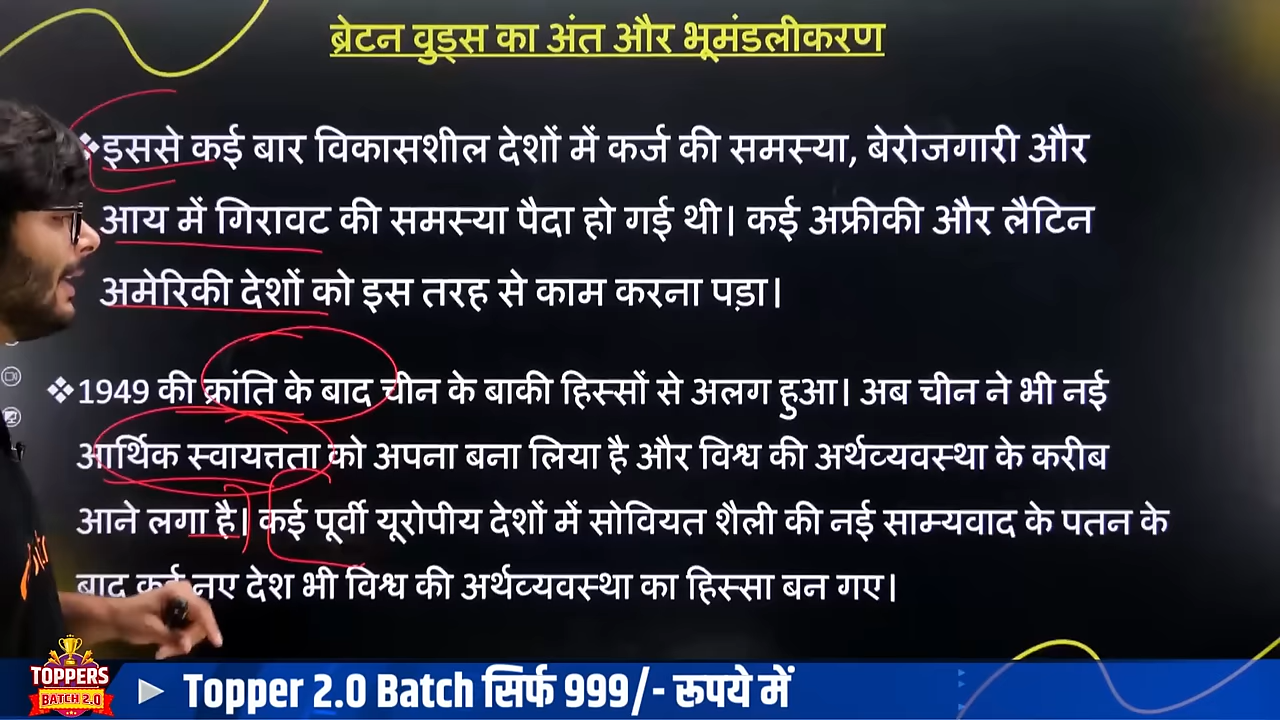 ब्रेटन वुड्स का अंत और भूमंडलीकरण
❖इससे कई बार विकासशील देशों में कर्ज की समस्या, बेरोजगारी और
आय में गिरावट की समस्या पैदा हो गई थी। कई अफ्रीकी और लैटिन
अमेरिकी देशों को इस तरह से काम करना पड़ा।
❖1949 की क्रांति के बाद चीन के बाकी हिस्सों से अलग हुआ। अब चीन ने भी नई
आर्थिक स्वायत्तता को अपना बना लिया है और विश्व की अर्थव्यवस्था के करीब
आने लगा है। कई पूर्वी यूरोपीय देशों में सोवियत शैली की नई साम्यवाद के पतन के
बाद कई नए देश भी विश्व की अर्थव्यवस्था का हिस्सा बन गए।
TOPPERS
BATCH 2.0
Topper 2.0 Batch सिर्फ 999/- रूपये में